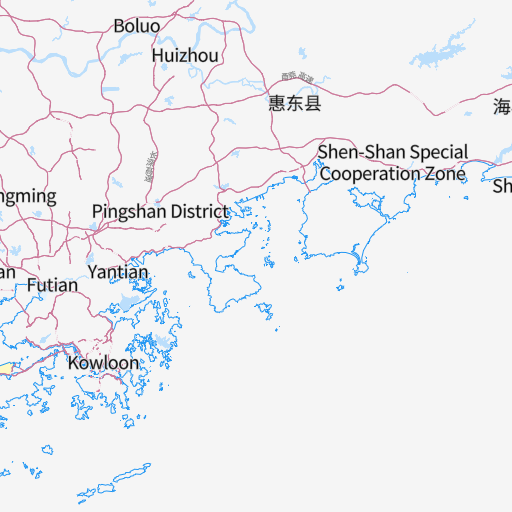 Boluo
Huizhou
惠东县
海
Shen-Shan Special
Cooperation Zone
Sh
ngming
Pingshan District
an
Yantian
Futian
Kowloon